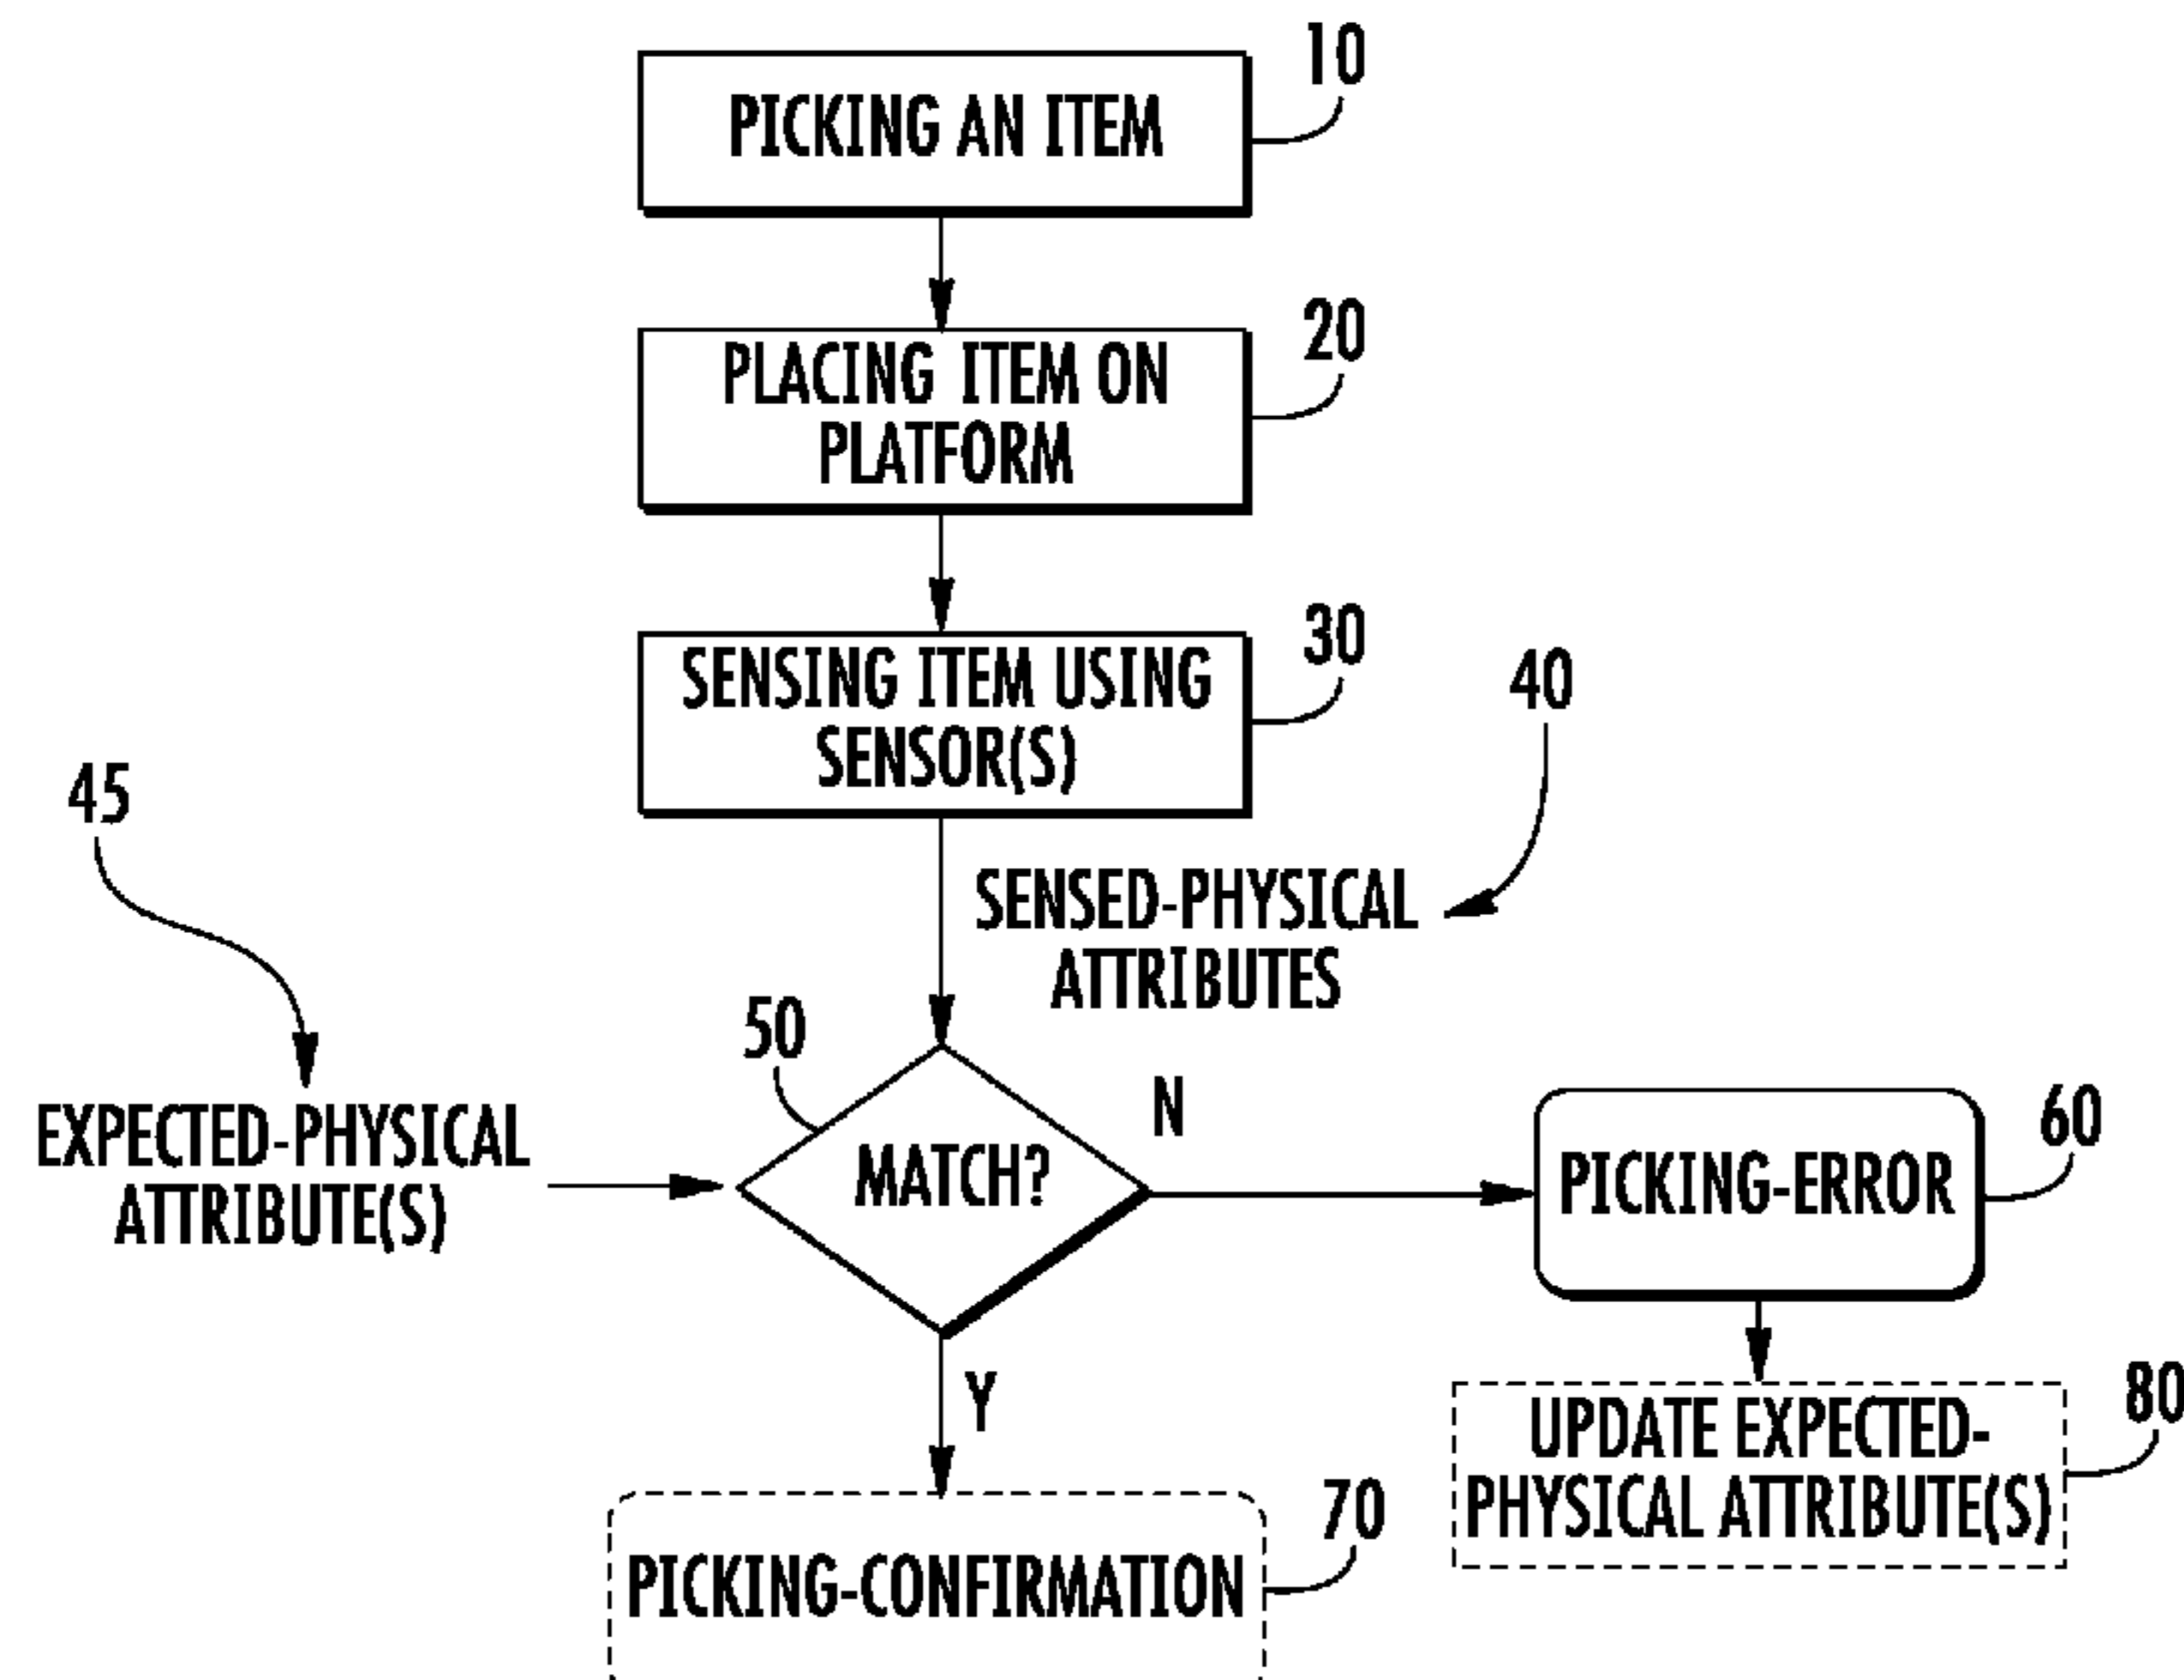 10
PICKING AN ITEM
20
PLACING ITEM ON
PLATFORM
30
SENSING ITEM USING
SENSOR(S)
40
45
SENSED-PHYSICAL
ATTRIBUTES
50
N
EXPECTED-PHYSICAL
ATTRIBUTE(S)
MATCH?
60
PICKING-ERROR
Y
80
UPDATE EXPECTED-
PHYSICAL ATTRIBUTE(S)
70
PICKING-CONFIRMATION